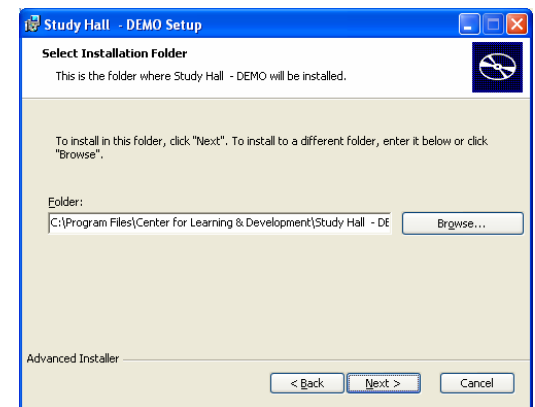 Study Hall  - DEMO Setup
Select Installation Folder
This is the folder where Study Hall  - DEMO will be installed.
To install in this folder, click "Next". To install to a different folder, enter it below or click
"Browse".
Folder:
C:\Program Files\Center for Learning & Development\Study Hall  - DE
Browse...
Advanced Installer
< Back
Next >
Cancel